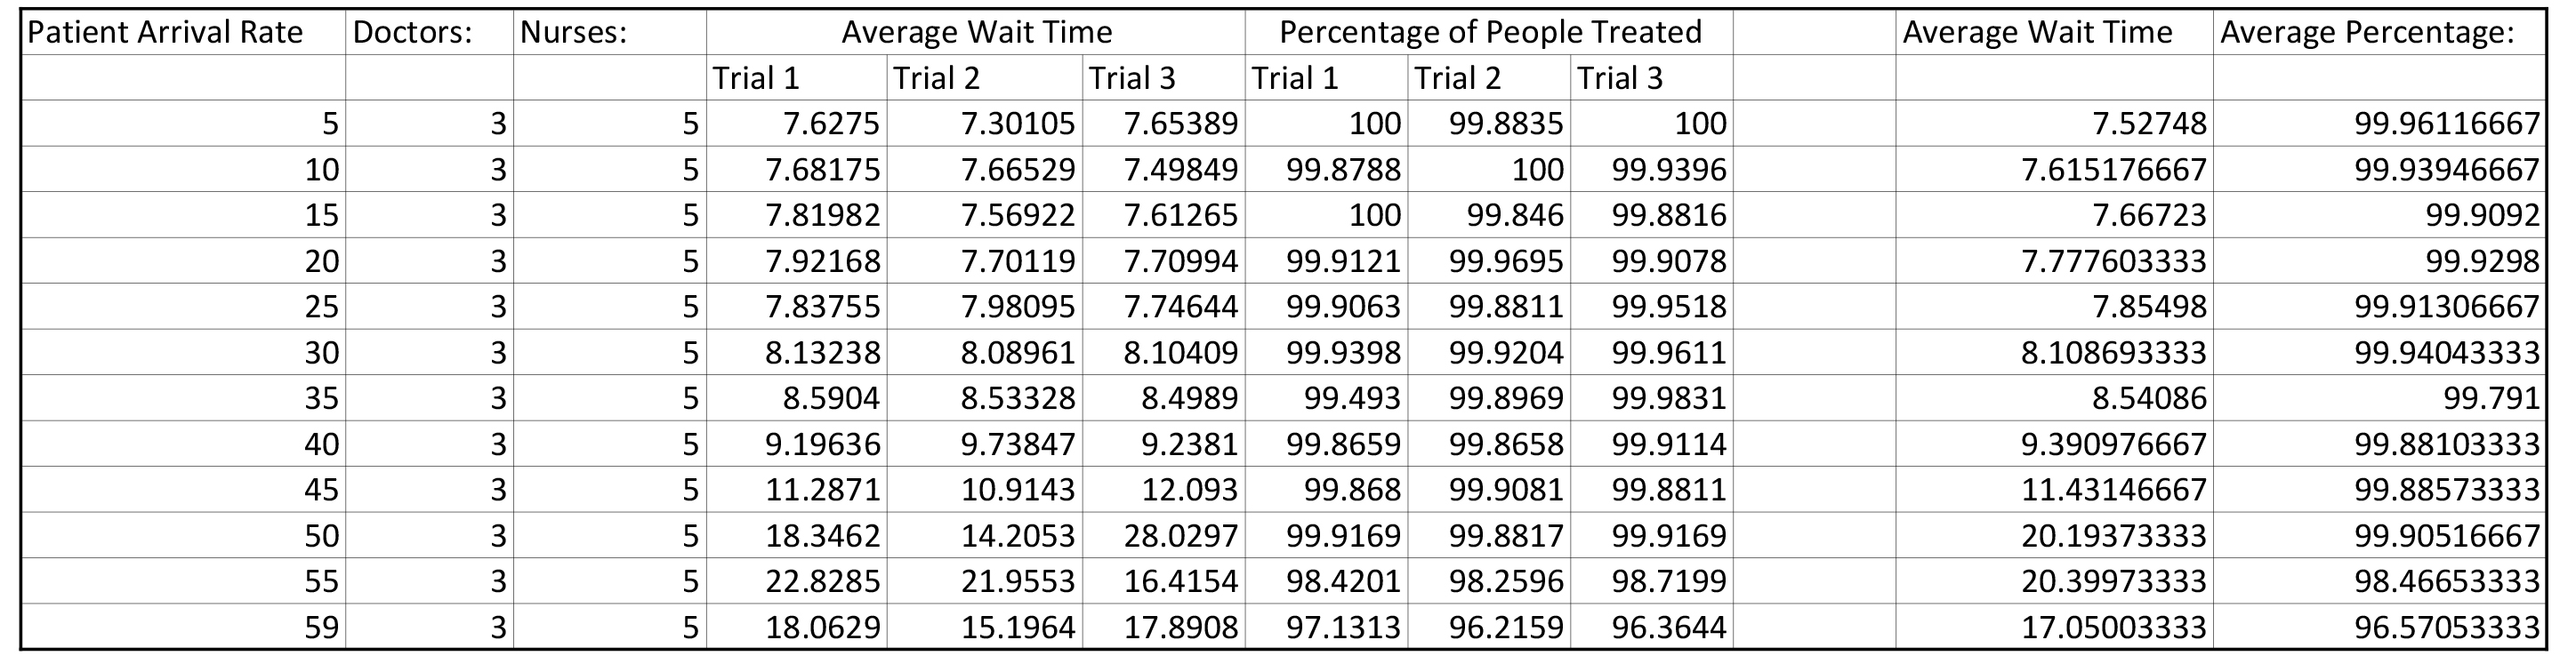 Patient Arrival Rate Doctors: Nurses: Average Wait Time Percentage of People Treated Average Wait Time Average Percentage:
Trial 1 Trial 2 Trial 3 Trial 1 Trial 2 Trial 3
5 3 5 7.6275 7.30105 7.65389 100 99.8835 100 7.52748 99.96116667
10 3 5 7.68175 7.66529 7.49849 99.8788 100 99.9396 7.615176667 99.93946667
15 3 5 7.81982 7.56922 7.61265 100 99.846 99.8816 7.66723 99.9092
20 3 5 7.92168 7.70119 7.70994 99.9121 99.9695 99.9078 7.777603333 99.9298
25 3 5 7.83755 7.98095 7.74644 99.9063 99.8811 99.9518 7.85498 99.91306667
30 3 5 8.13238 8.08961 8.10409 99.9398 99.9204 99.9611 8.108693333 99.94043333
35 3 5 8.5904 8.53328 8.4989 99.493 99.8969 99.9831 8.54086 99.791
40 3 5 9.19636 9.73847 9.2381 99.8659 99.8658 99.9114 9.390976667 99.88103333
45 3 5 11.2871 10.9143 12.093 99.868 99.9081 99.8811 11.43146667 99.88573333
50 3 5 18.3462 14.2053 28.0297 99.9169 99.8817 99.9169 20.19373333 99.90516667
55 3 5 22.8285 21.9553 16.4154 98.4201 98.2596 98.7199 20.39973333 98.46653333
59 3 5 18.0629 15.1964 17.8908 97.1313 96.2159 96.3644 17.05003333 96.57053333